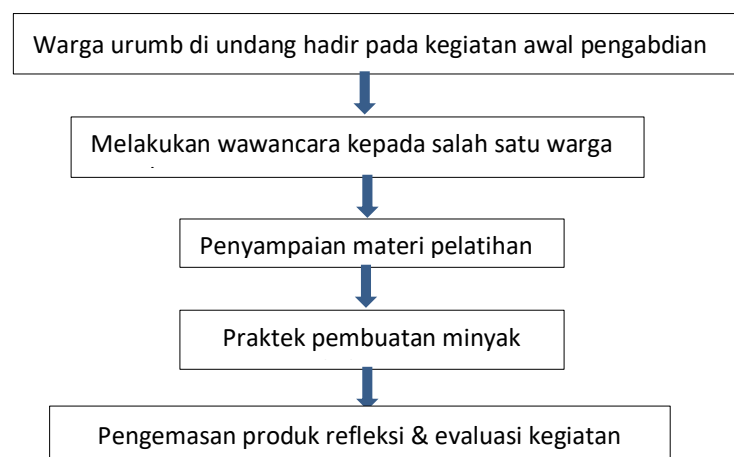 Warga urumb di undang hadir pada kegiatan awal pengabdian
Melakukan wawancara kepada salah satu warga
Penyampaian materi pelatihan
Praktek pembuatan minyak
Pengemasan produk refleksi & evaluasi kegiatan